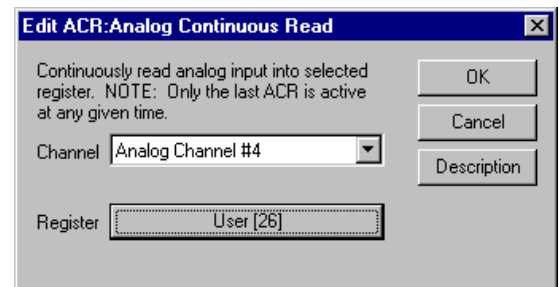 Edit ACR:Analog Continuous Read
Continuously read analog input into selected
register. NOTE: Only the last ACR is active
at any given time.
OK
Cancel
Channel Analog Channel #4
Description
Register User [26]